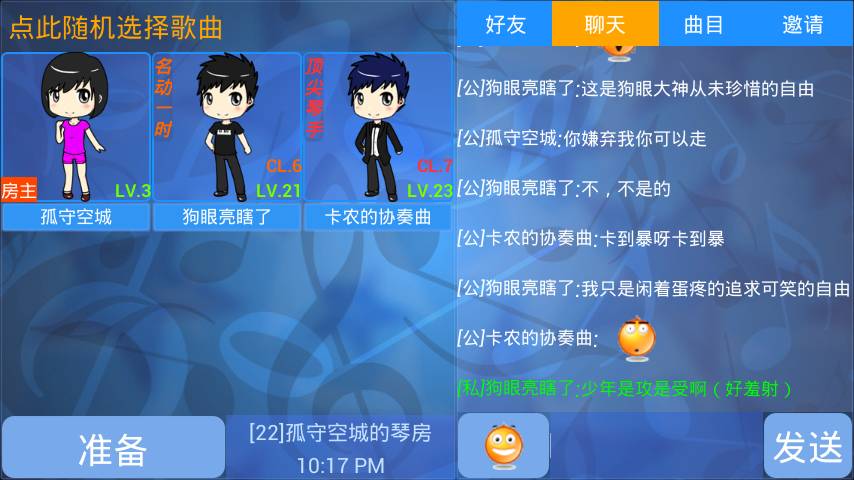 点此随机选择歌曲
名动一时
顶尖琴手
CL.6
CL.7
房主
LV.3
LV.21
LV.23
孤守空城
狗眼亮瞎了
卡农的协奏曲
准备
[22]孤守空城的琴房
10:17 PM
好友 聊天 曲目 邀请
[公]狗眼亮瞎了:这是狗眼大神从未珍惜的自由
[公]孤守空城:你嫌弃我你可以走
[公]狗眼亮瞎了:不，不是的
[公]卡农的协奏曲:卡到暴呀卡到暴
[公]狗眼亮瞎了:我只是闲着蛋疼的追求可笑的自由
[公]卡农的协奏曲:
[私]狗眼亮瞎了:少年是攻是受啊（好羞射）
发送